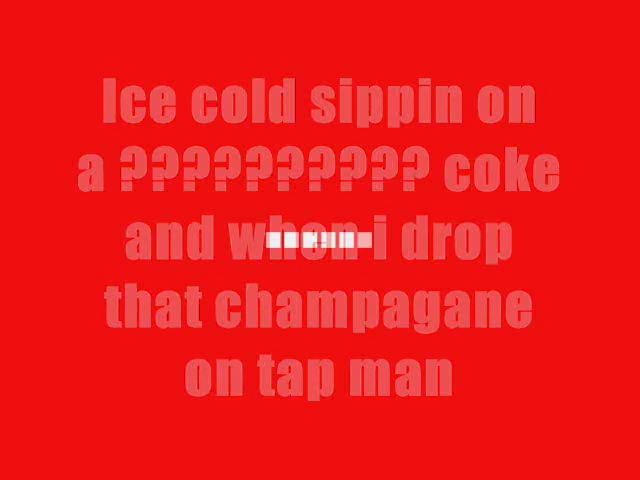 Ice cold sippin on
a ?????????? coke
and when i drop
that champagane
on tap man